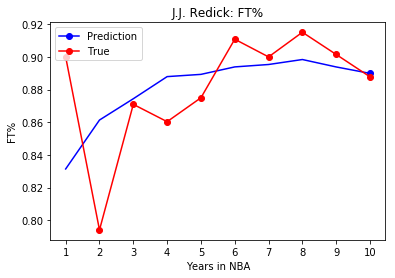 J.J. Redick: FT%
Prediction
True
0.92
0.90
0.88
0.86
0.84
0.82
0.80
FT%
1 2 3 4 5 6 7 8 9 10
Years in NBA